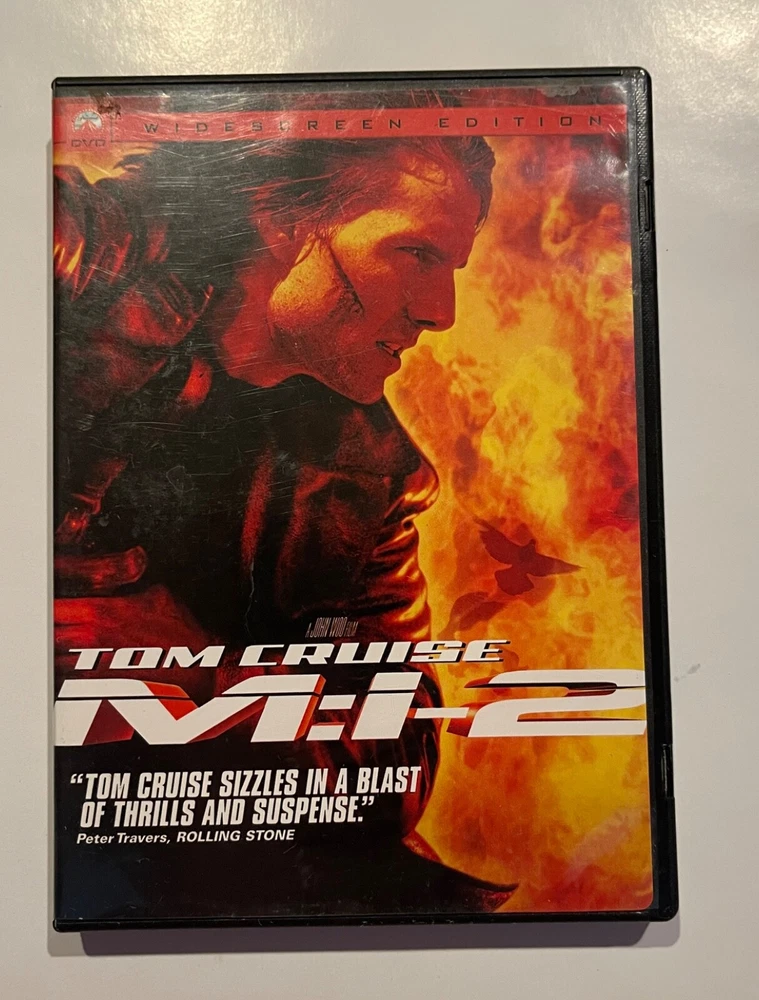 WIDESCREEN EDITION
DVD
A JOHN WOO FILM
TOM CRUISE
M:I-2
“TOM CRUISE SIZZLES IN A BLAST
OF THRILLS AND SUSPENSE.”
Peter Travers, ROLLING STONE